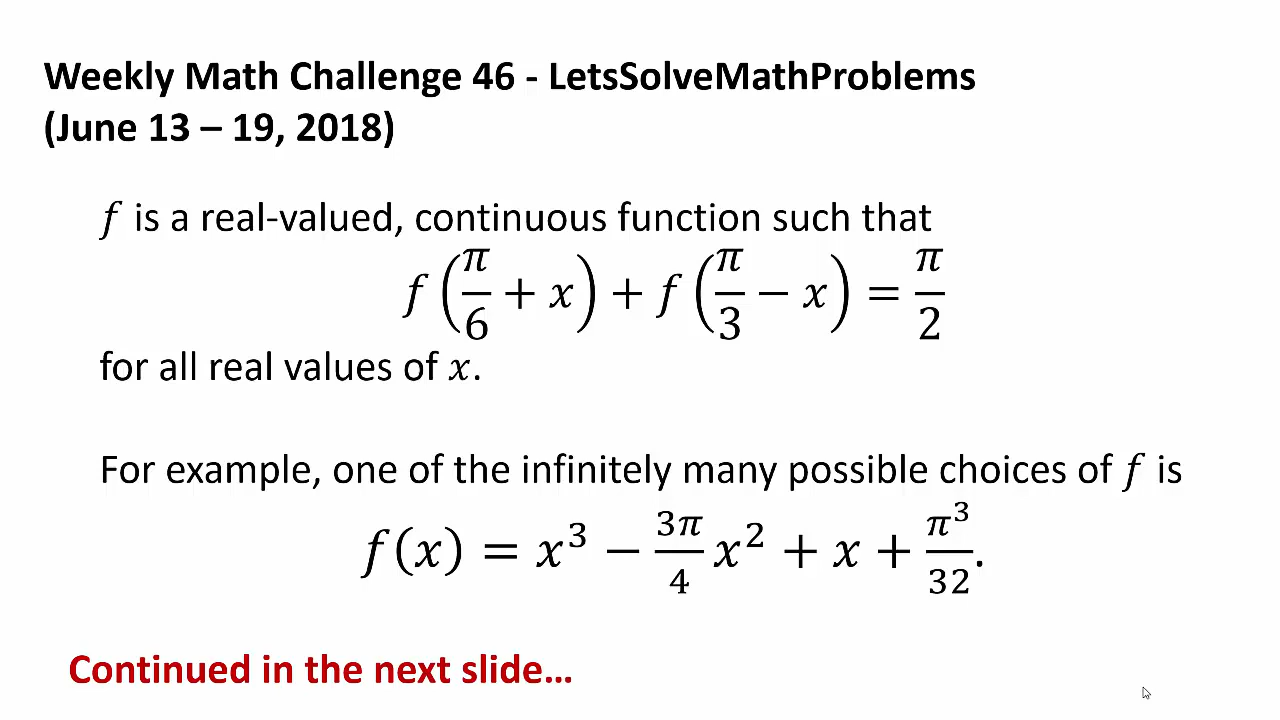 Weekly Math Challenge 46 - LetsSolveMathProblems
(June 13 – 19, 2018)
𝑓 is a real-valued, continuous function such that
𝑓(π/6 + 𝑥) + 𝑓(π/3 − 𝑥) = π/2
for all real values of 𝑥.
For example, one of the infinitely many possible choices of 𝑓 is
𝑓(𝑥) = 𝑥³ − 3π/4 𝑥² + 𝑥 + π³/32.
Continued in the next slide…